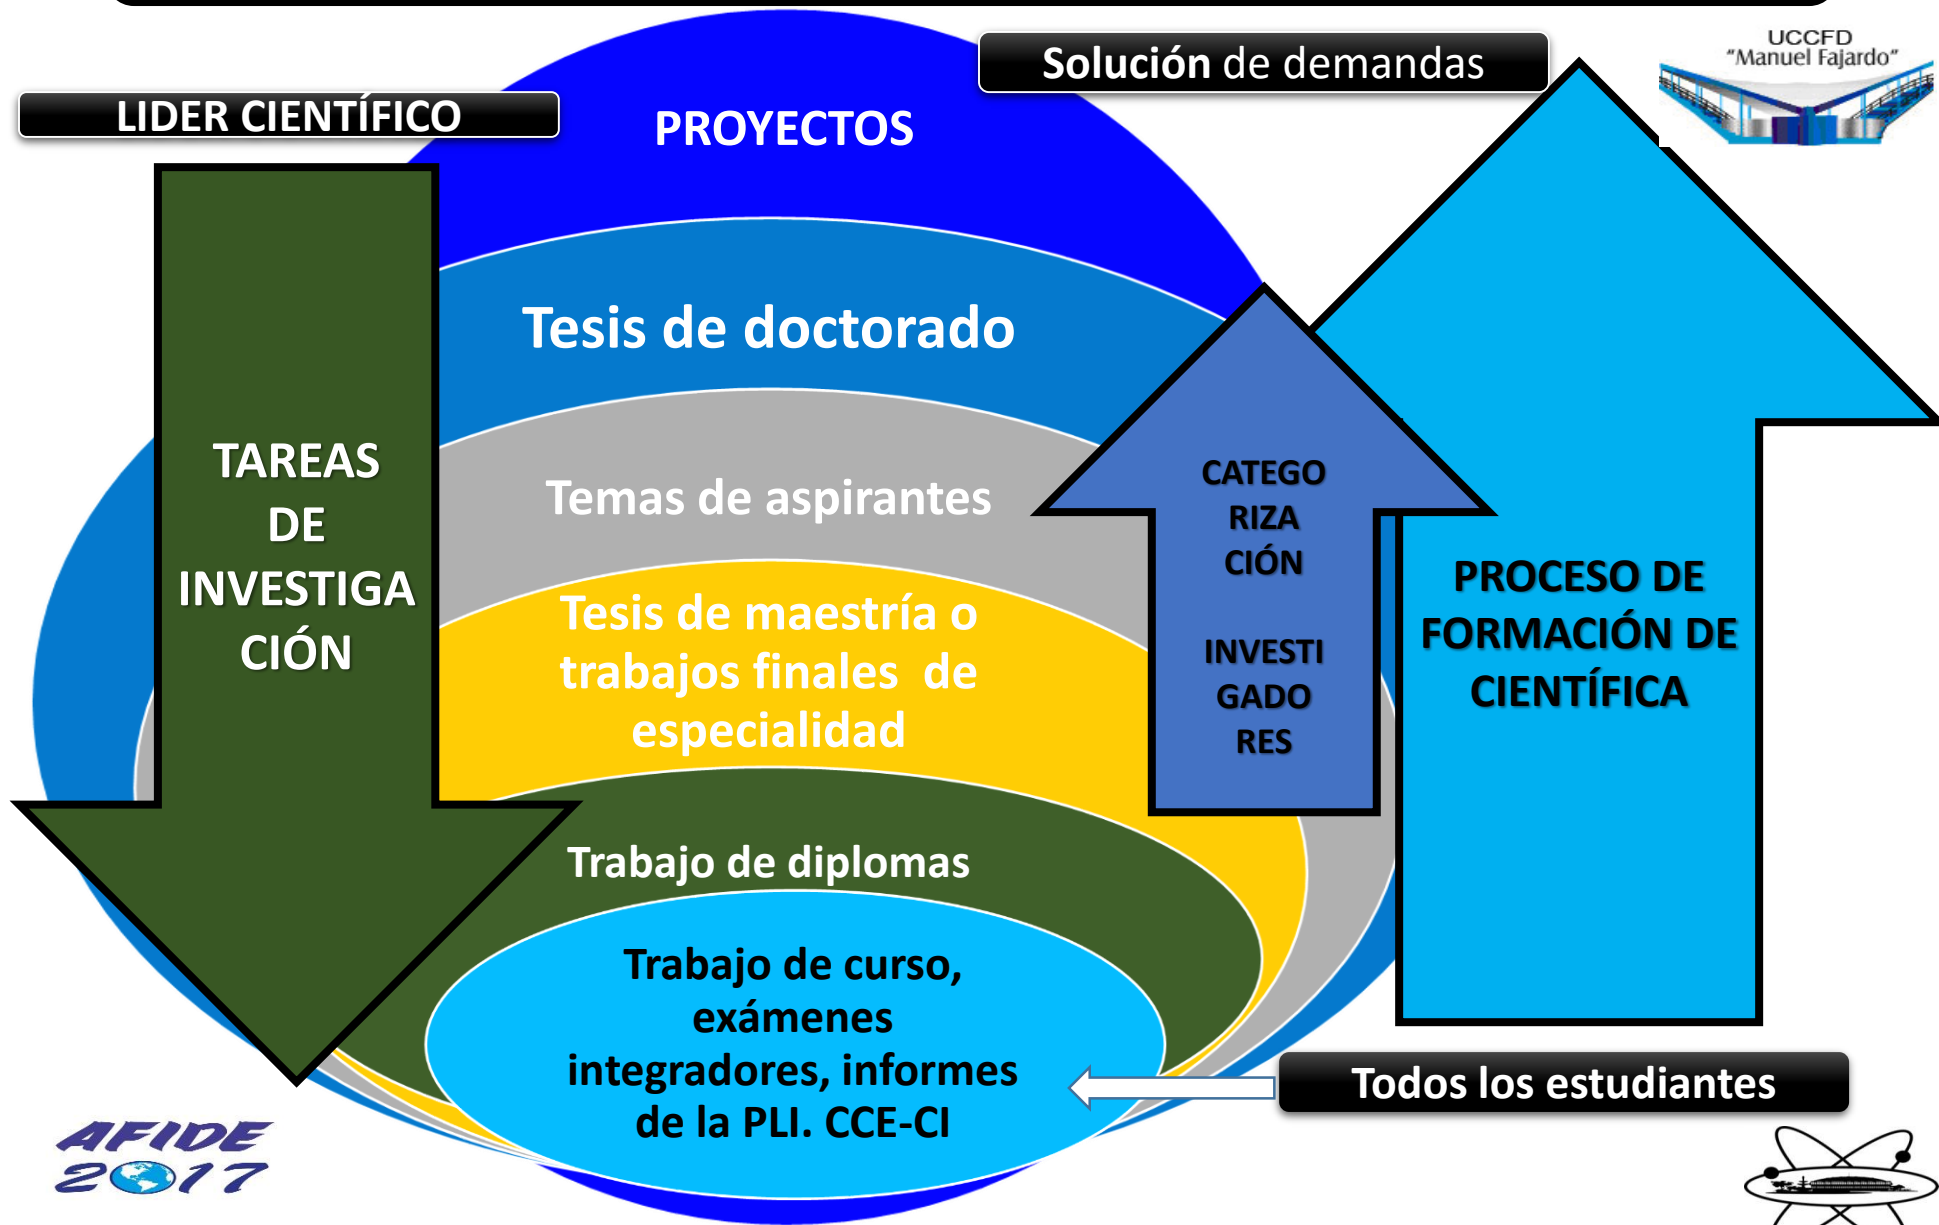 Solución de demandas
UCCFD
"Manuel Fajardo"
LIDER CIENTÍFICO
PROYECTOS
Tesis de doctorado
Temas de aspirantes
Tesis de maestría o
trabajos finales de
especialidad
Trabajo de diplomas
Trabajo de curso,
exámenes
integradores, informes
de la PLI. CCE-CI
TAREAS
DE
INVESTIGA
CIÓN
CATEGO
RIZA
CIÓN
INVESTI
GADO
RES
PROCESO DE
FORMACIÓN DE
CIENTÍFICA
Todos los estudiantes
AFIDE
2017